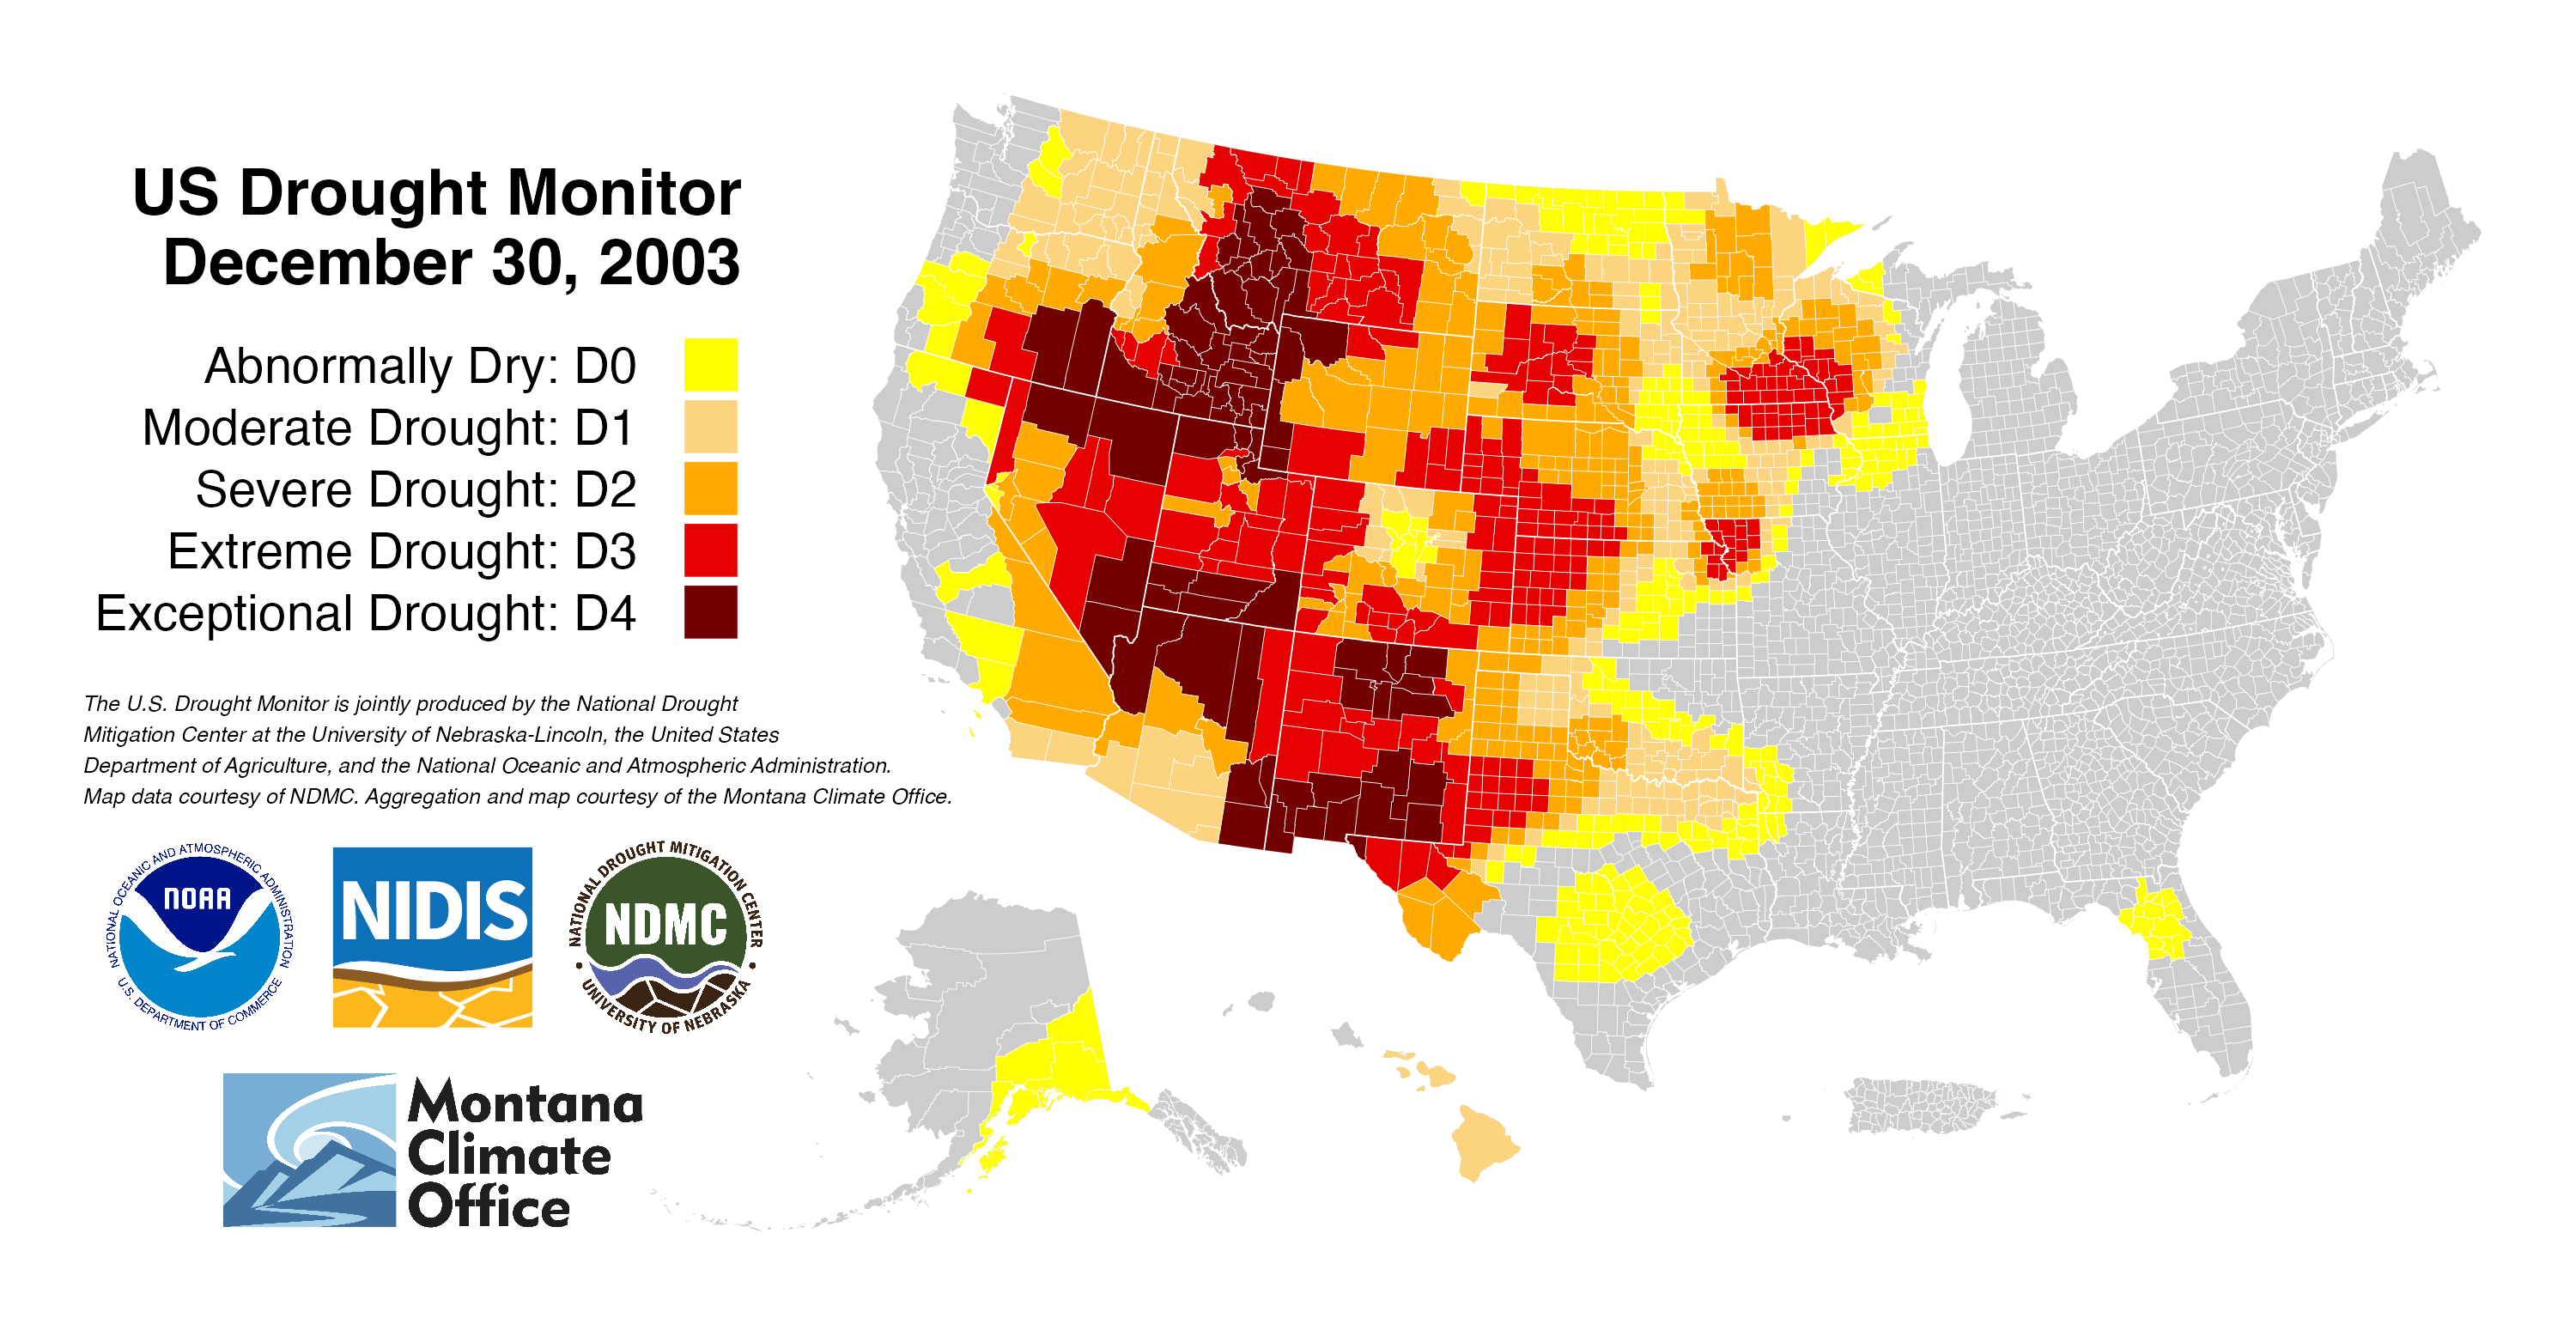 US Drought Monitor
December 30, 2003
Abnormally Dry: D0
Moderate Drought: D1
Severe Drought: D2
Extreme Drought: D3
Exceptional Drought: D4
The U.S. Drought Monitor is jointly produced by the National Drought
Mitigation Center at the University of Nebraska-Lincoln, the United States
Department of Agriculture, and the National Oceanic and Atmospheric Administration.
Map data courtesy of NDMC. Aggregation and map courtesy of the Montana Climate Office.
NATIONAL OCEANIC AND ATMOSPHERIC ADMINISTRATION
NOAA
U.S. DEPARTMENT OF COMMERCE
NIDIS
NATIONAL DROUGHT MITIGATION CENTER
NDMC
• UNIVERSITY OF NEBRASKA •
Montana
Climate
Office